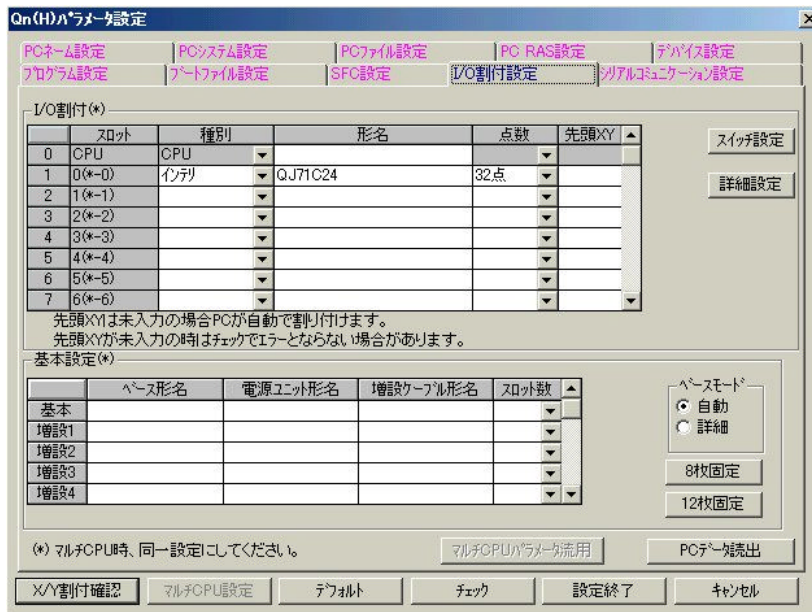 Qn(H)パラメータ設定
PCネーム設定 PCシステム設定 PCファイル設定 PC RAS設定 デバイス設定
プログラム設定 ブートファイル設定 SFC設定 I/O割付設定 シリアルコミュニケーション設定
I/O割付(*)
スロット 種別 形名 点数 先頭XY
0 CPU CPU
1 0(*-0) インテリ QJ71C24 32点
2 1(*-1)
3 2(*-2)
4 3(*-3)
5 4(*-4)
6 5(*-5)
7 6(*-6)
スイッチ設定
詳細設定
先頭XYは未入力の場合PCが自動で割り付けます。
先頭XYが未入力の時はチェックでエラーとならない場合があります。
基本設定(*)
ベース形名 電源ユニット形名 増設ケーブル形名 スロット数
基本
増設1
増設2
増設3
増設4
ベースモード
自動
詳細
8枚固定
12枚固定
(*) マルチCPU時、同一設定にしてください。
マルチCPUパラメータ流用 PCデータ読出
X/Y割付確認 マルチCPU設定 デフォルト チェック 設定終了 キャンセル